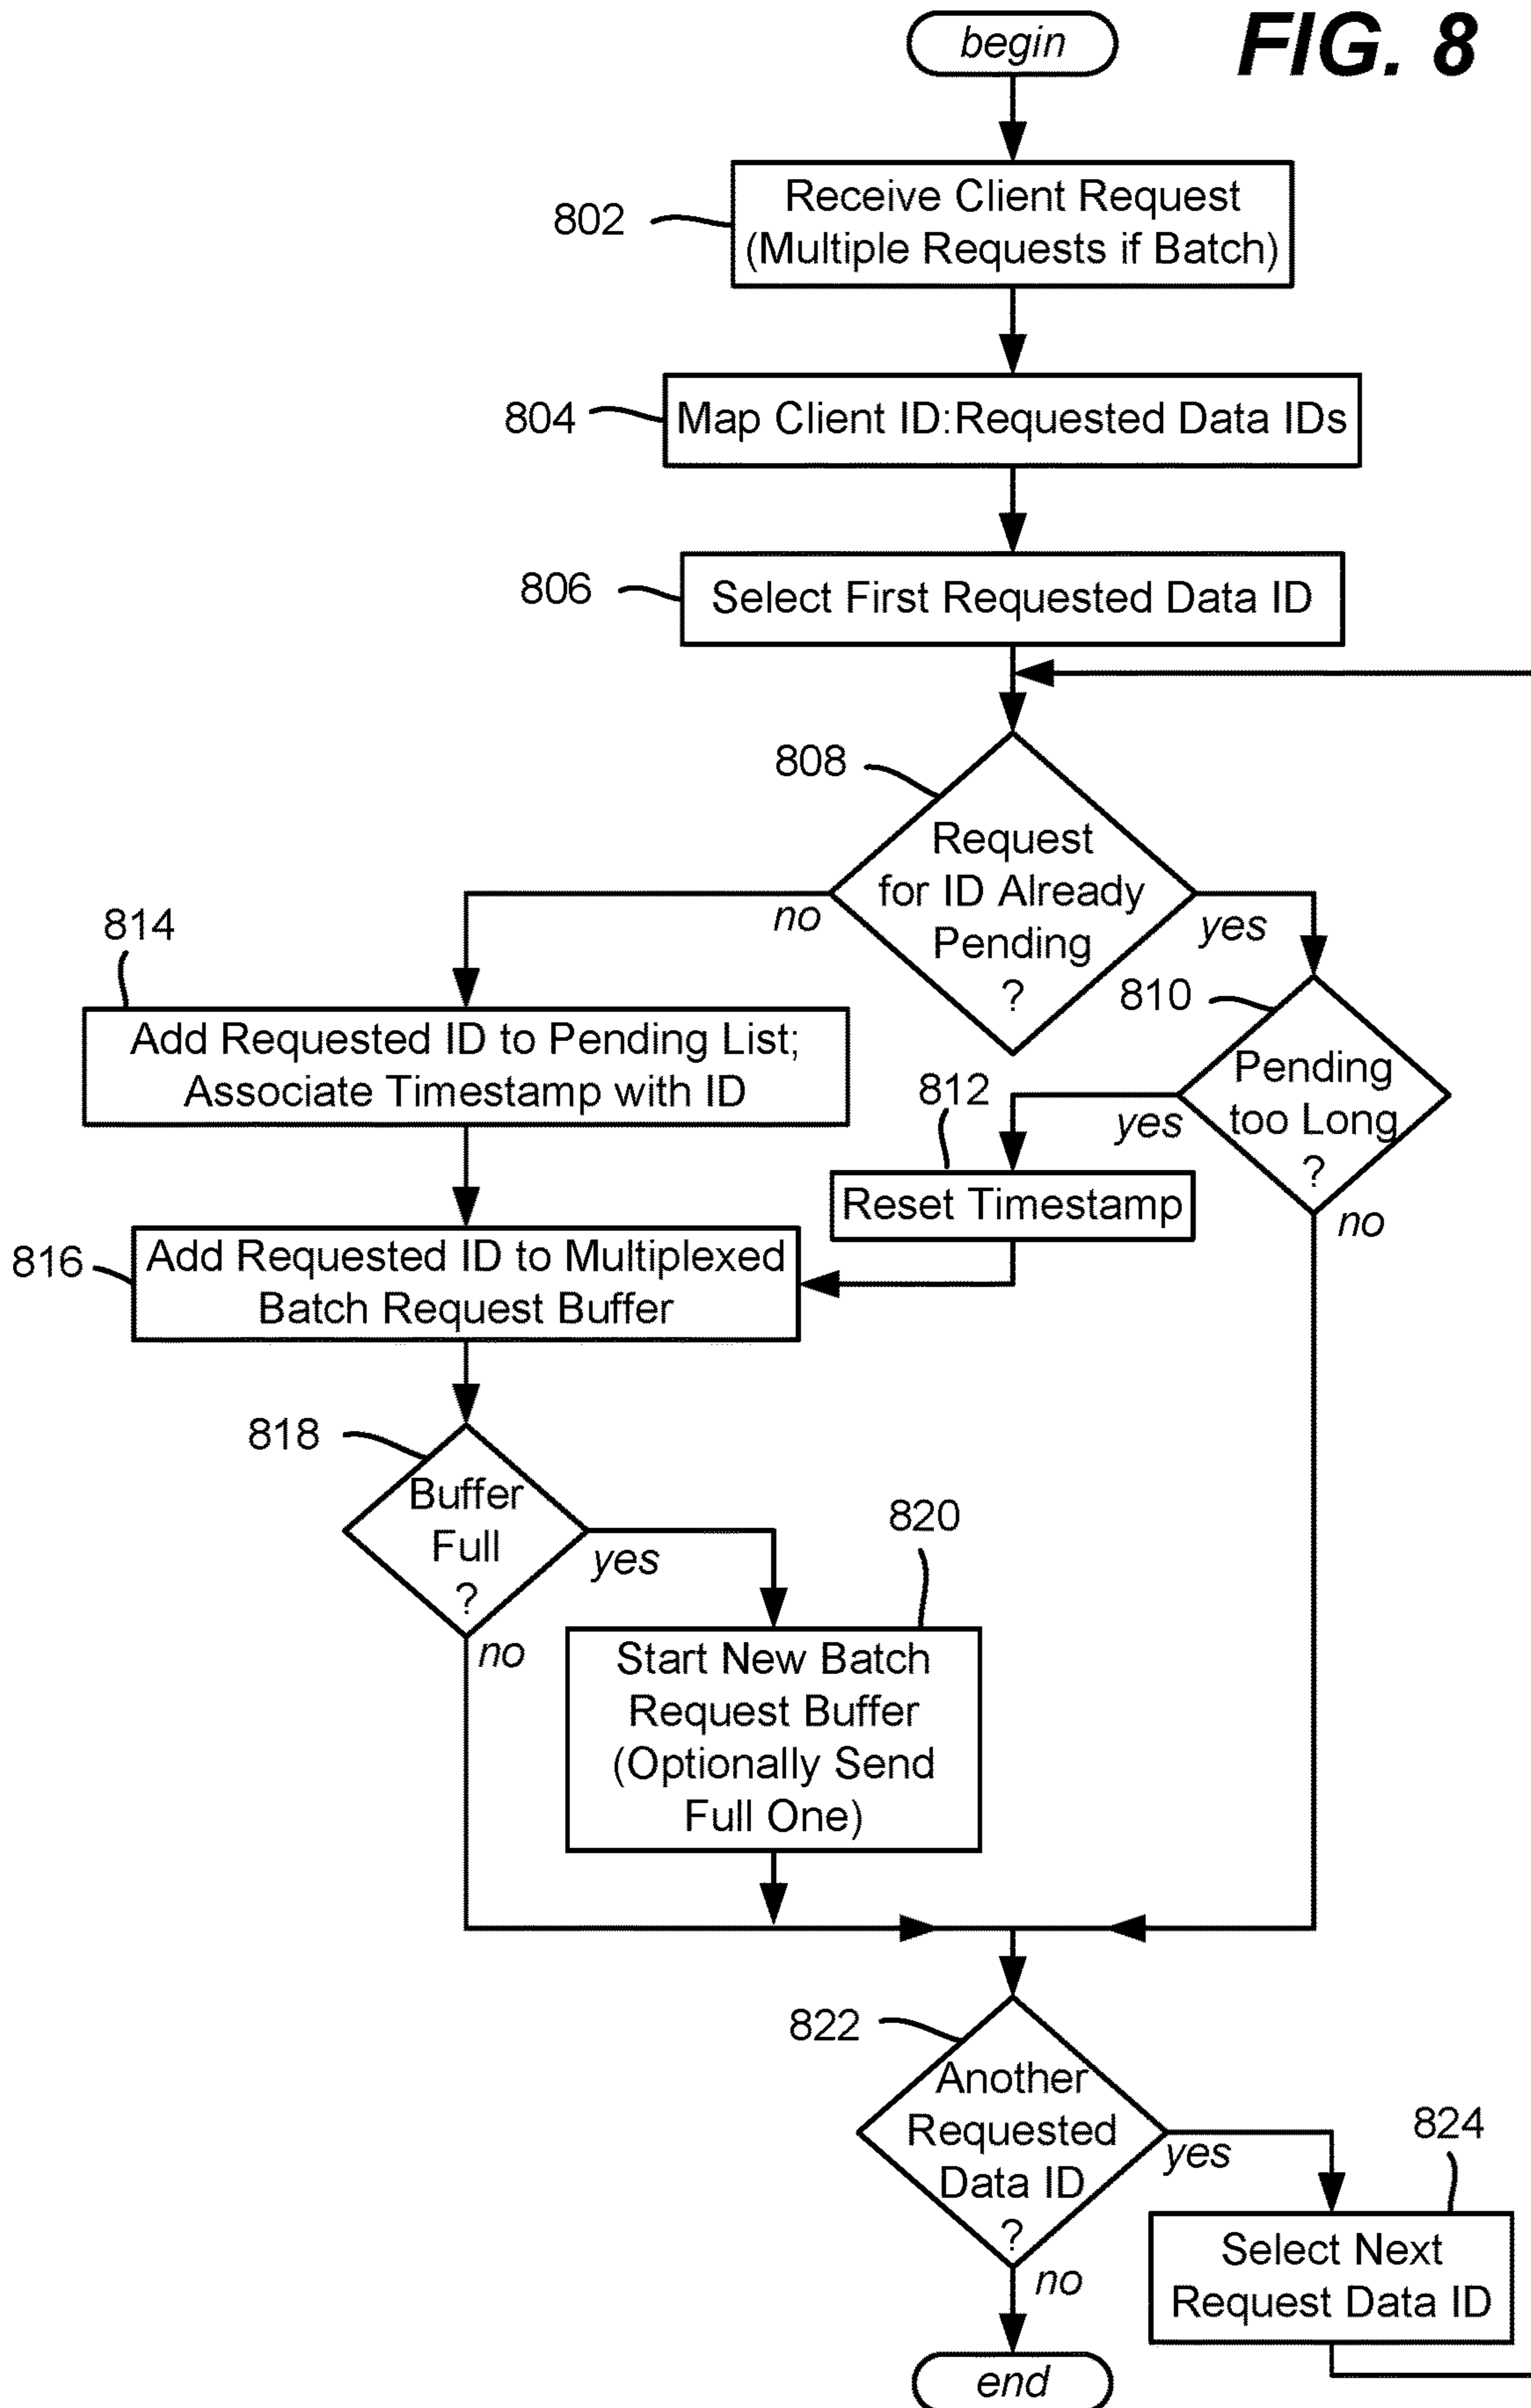 begin
FIG. 8
802
Receive Client Request
(Multiple Requests if Batch)
804
Map Client ID:Requested Data IDs
806
Select First Requested Data ID
808
Request
for ID Already
Pending
?
no
yes
814
Add Requested ID to Pending List;
Associate Timestamp with ID
810
Pending
too Long
?
yes
no
812
Reset Timestamp
816
Add Requested ID to Multiplexed
Batch Request Buffer
818
Buffer
Full
?
yes
no
820
Start New Batch
Request Buffer
(Optionally Send
Full One)
822
Another
Requested
Data ID
?
yes
no
824
Select Next
Request Data ID
end